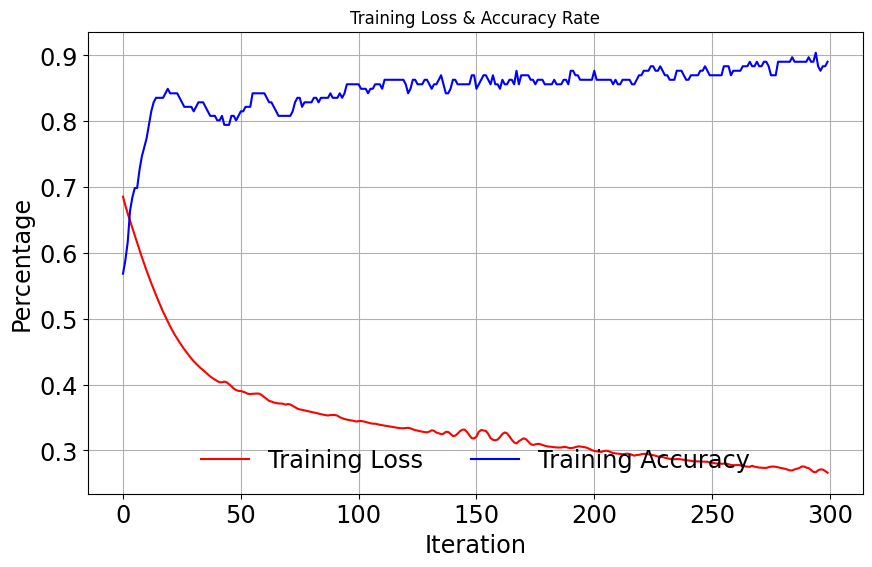 Training Loss & Accuracy Rate
Percentage
0.9
0.8
0.7
0.6
0.5
0.4
0.3
Training Loss Training Accuracy
0 50 100 150 200 250 300
Iteration